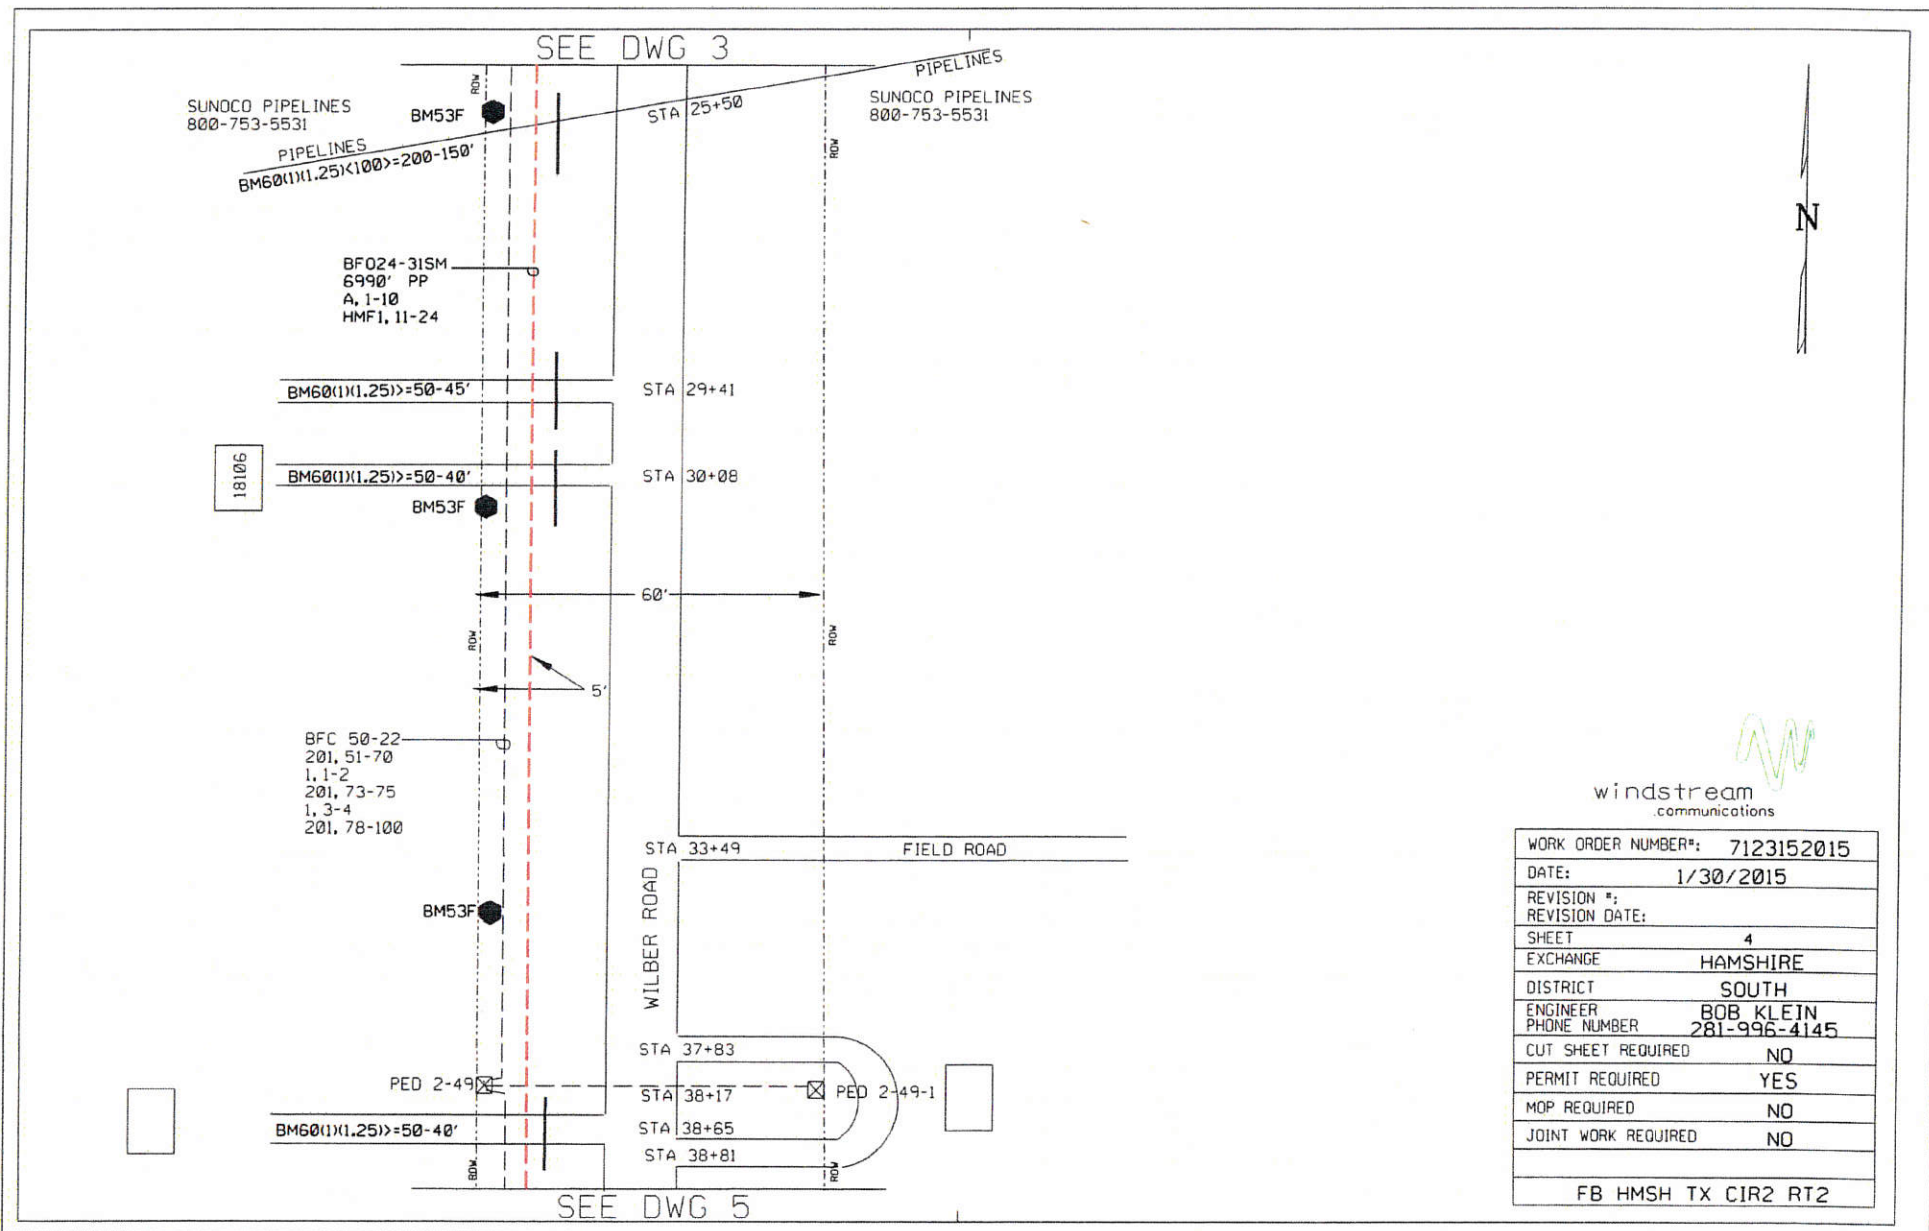 SEE DWG 3
ROW
PIPELINES
SUNOCO PIPELINES
800-753-5531
BM53F
STA 25+50
SUNOCO PIPELINES
800-753-5531
PIPELINES
BM60(1)(1.25)<100>=200-150'
ROW
N
BFO24-31SM
6990' PP
A, 1-10
HMF1, 11-24
BM60(1)(1.25)>=50-45'
STA 29+41
18106
BM60(1)(1.25)>=50-40'
STA 30+08
BM53F
60'
ROW
ROW
5'
BFC 50-22
201, 51-70
1, 1-2
201, 73-75
1, 3-4
201, 78-100
STA 33+49
FIELD ROAD
BM53F
WILBER ROAD
STA 37+83
PED 2-49
STA 38+17
PED 2-49-1
BM60(1)(1.25)>=50-40'
STA 38+65
STA 38+81
ROW
ROW
SEE DWG 5
windstream
communications
WORK ORDER NUMBER#: 7123152015
DATE: 1/30/2015
REVISION #:
REVISION DATE:
SHEET 4
EXCHANGE HAMSHIRE
DISTRICT SOUTH
ENGINEER BOB KLEIN
PHONE NUMBER 281-996-4145
CUT SHEET REQUIRED NO
PERMIT REQUIRED YES
MOP REQUIRED NO
JOINT WORK REQUIRED NO
FB HMSH TX CIR2 RT2